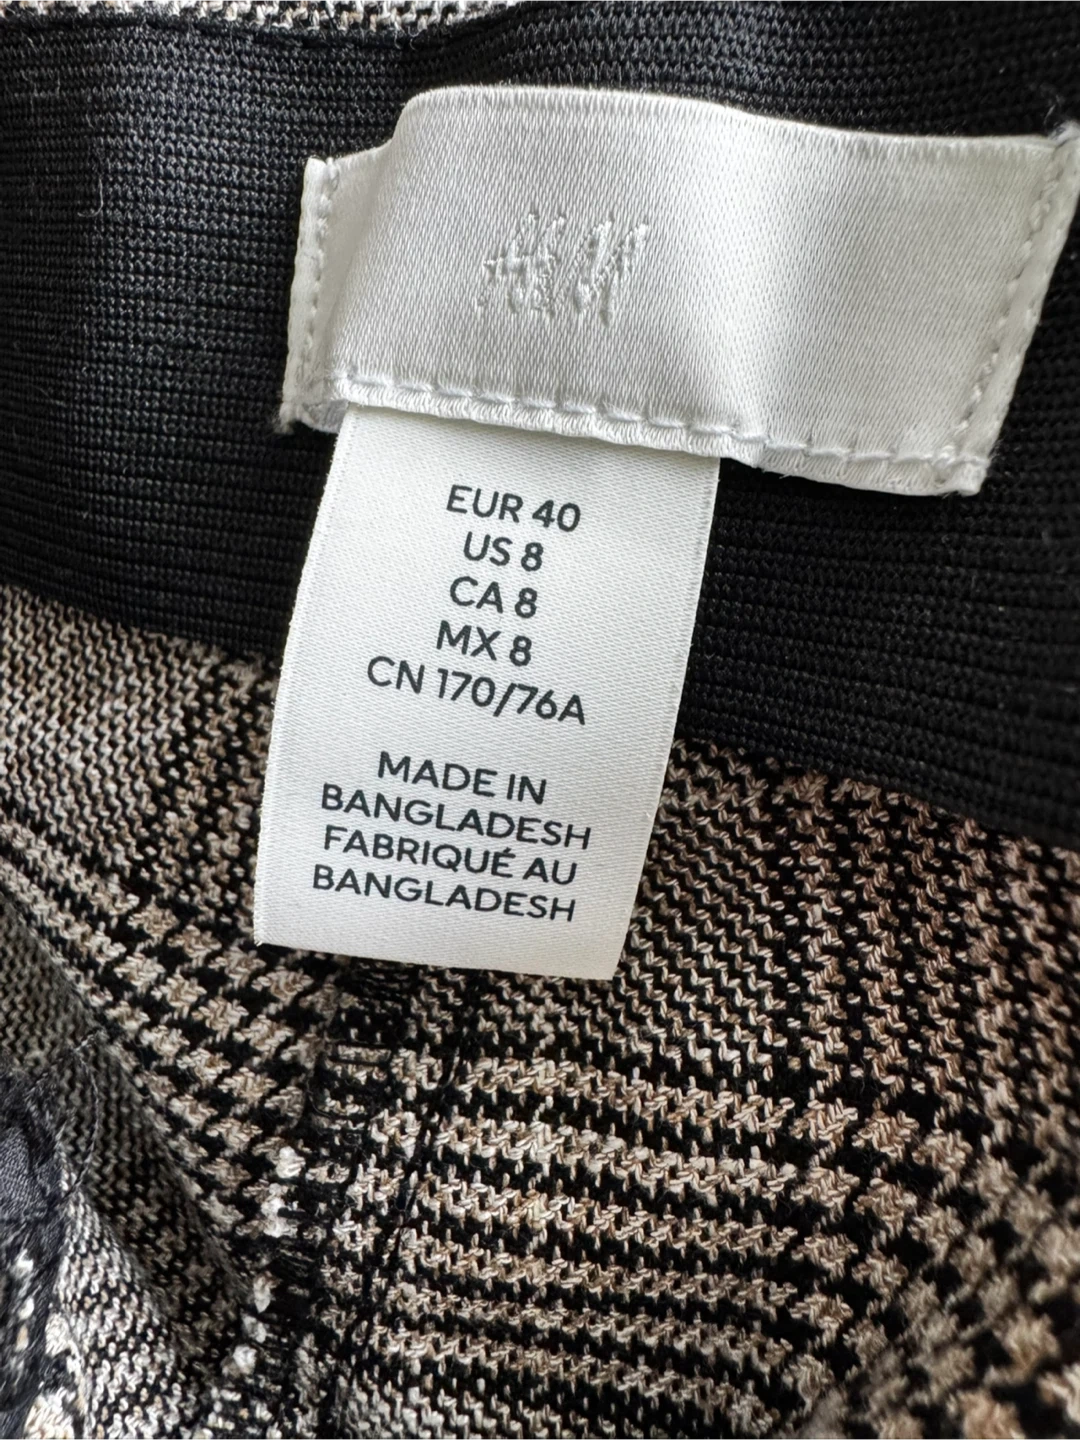 H&M
EUR 40
US 8
CA 8
MX 8
CN 170/76A
MADE IN
BANGLADESH
FABRIQUÉ AU
BANGLADESH